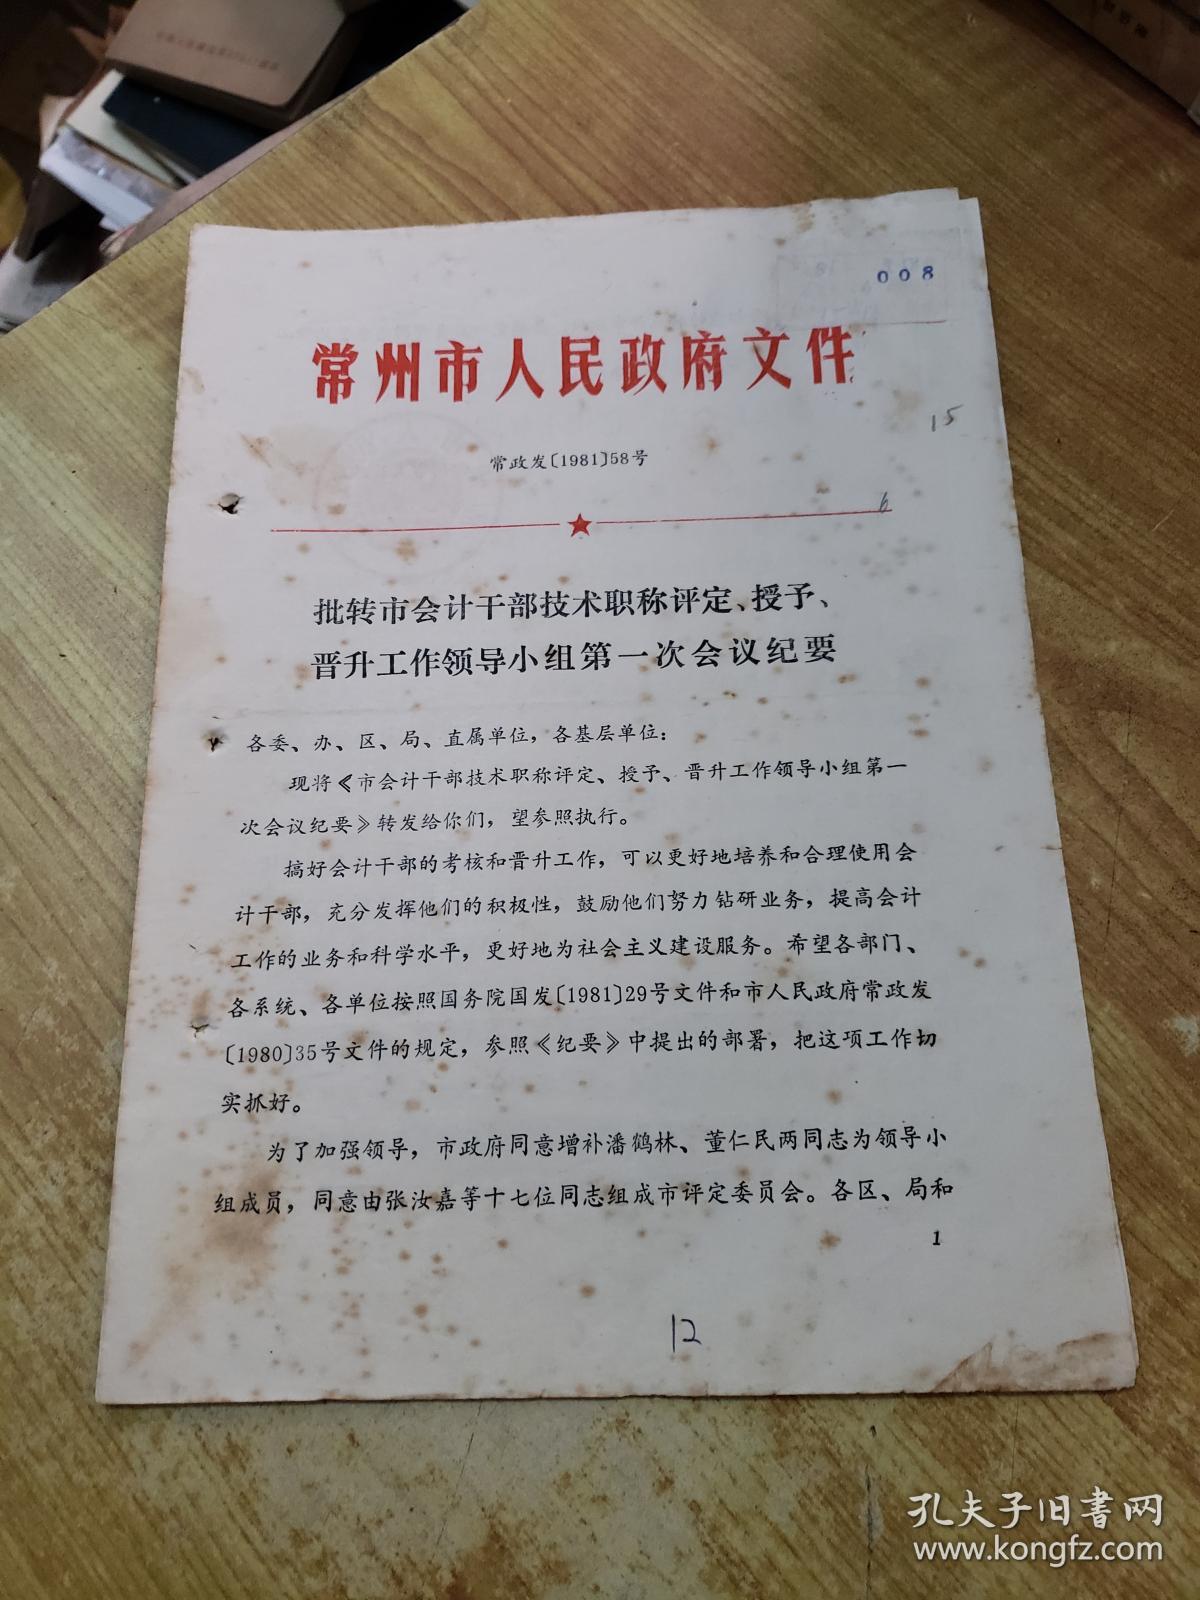 008
常州市人民政府文件
15
常政发〔1981〕58号
6
批转市会计干部技术职称评定、授予、
晋升工作领导小组第一次会议纪要
各委、办、区、局、直属单位，各基层单位：
现将《市会计干部技术职称评定、授予、晋升工作领导小组第一
次会议纪要》转发给你们，望参照执行。
搞好会计干部的考核和晋升工作，可以更好地培养和合理使用会
计干部，充分发挥他们的积极性，鼓励他们努力钻研业务，提高会计
工作的业务和科学水平，更好地为社会主义建设服务。希望各部门、
各系统、各单位按照国务院国发〔1981〕29号文件和市人民政府常政发
〔1980〕35号文件的规定，参照《纪要》中提出的部署，把这项工作切
实抓好。
为了加强领导，市政府同意增补潘鹤林、董仁民两同志为领导小
组成员，同意由张汝嘉等十七位同志组成市评定委员会。各区、局和
1
12
孔夫子旧书网
www.kongfz.com